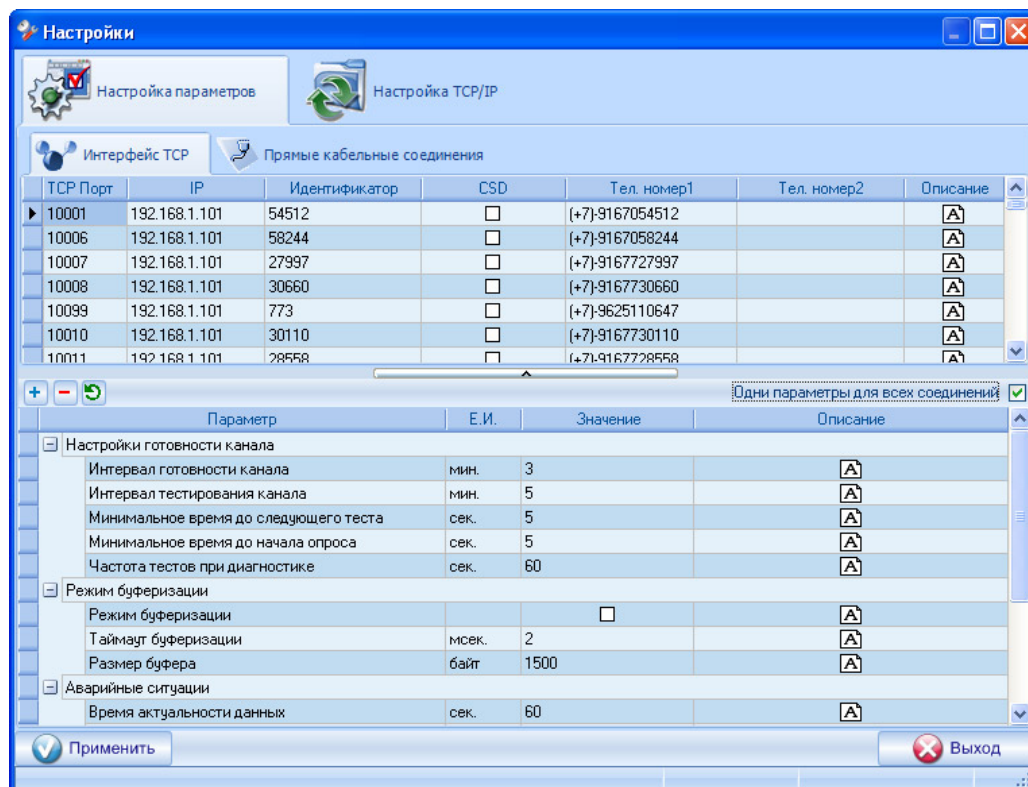 Настройки
Настройка параметров Настройка TCP/IP
Интерфейс TCP Прямые кабельные соединения
TCP Порт IP Идентификатор CSD Тел. номер1 Тел. номер2 Описание
10001 192.168.1.101 54512 (+7)-9167054512 A
10006 192.168.1.101 58244 (+7)-9167058244 A
10007 192.168.1.101 27997 (+7)-9167727997 A
10008 192.168.1.101 30660 (+7)-9167730660 A
10099 192.168.1.101 773 (+7)-9625110647 A
10010 192.168.1.101 30110 (+7)-9167730110 A
10011 192.168.1.101 28558 (+7)-9167728558 A
Одни параметры для всех соединений
Параметр Е.И. Значение Описание
Настройки готовности канала
Интервал готовности канала мин. 3 A
Интервал тестирования канала мин. 5 A
Минимальное время до следующего теста сек. 5 A
Минимальное время до начала опроса сек. 5 A
Частота тестов при диагностике сек. 60 A
Режим буферизации
Режим буферизации A
Таймаут буферизации мсек. 2 A
Размер буфера байт 1500 A
Аварийные ситуации
Время актуальности данных сек. 60 A
Применить Выход